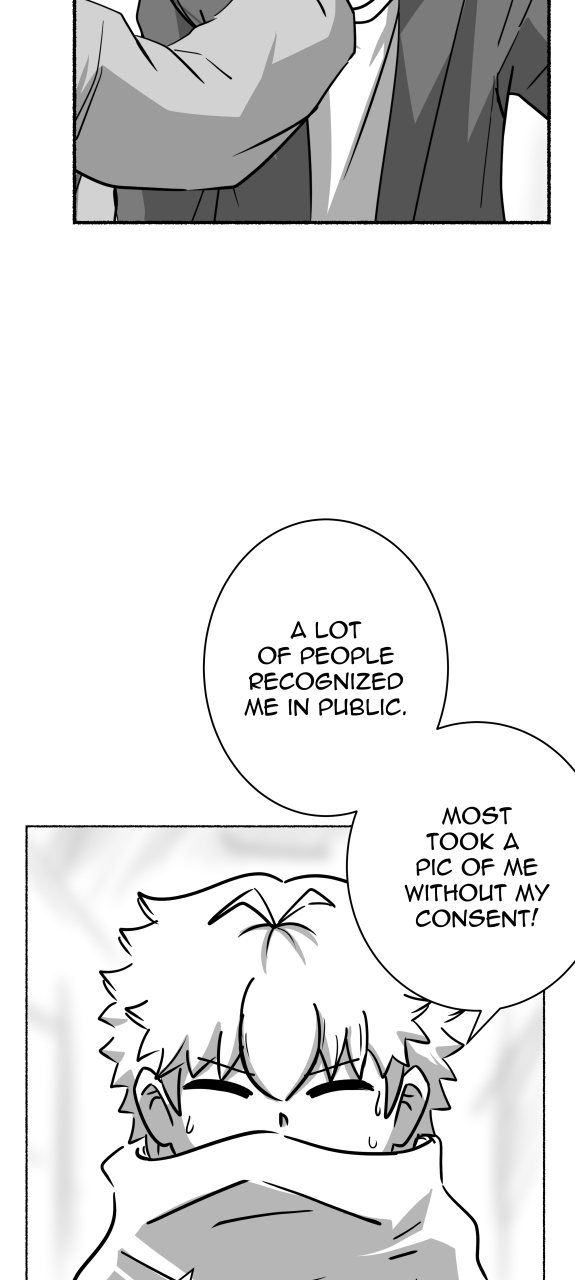 A LOT
OF PEOPLE
RECOGNIZED
ME IN PUBLIC.
MOST
TOOK A
PIC OF ME
WITHOUT MY
CONSENT!